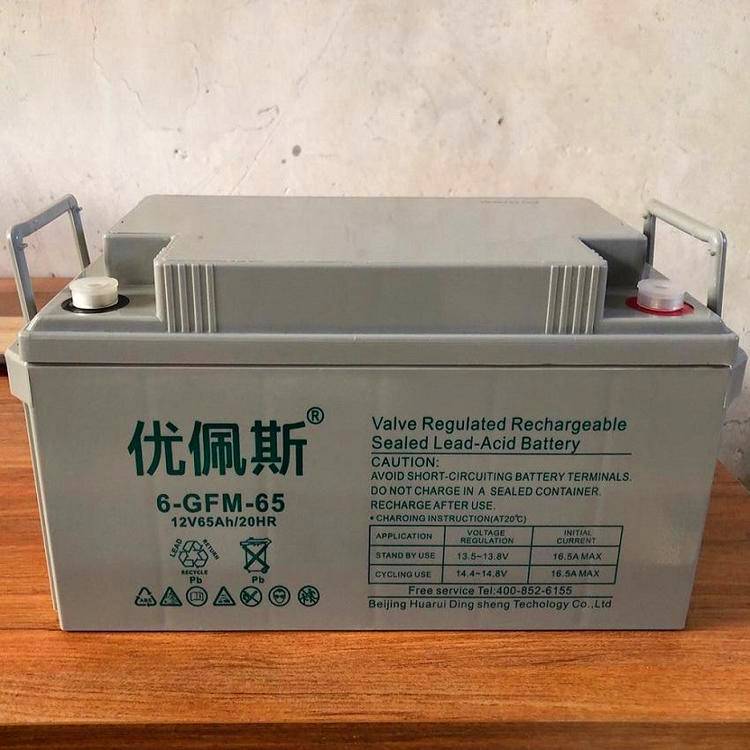 优佩斯®
6-GFM-65
12V65Ah/20HR
LEAD RETURN
RECYCLE
Pb
Pb
Valve Regulated Rechargeable
Sealed Lead-Acid Battery
CAUTION:
AVOID SHORT-CIRCUITING BATTERY TERMINALS.
DO NOT CHARGE IN A SEALED CONTAINER.
RECHARGE AFTER USE.
• CHAROING INSTRUCTION(AT20℃)
APPLICATION VOLTAGE REGULATION INITIAL CURRENT
STAND BY USE 13.5~13.8V 16.5A MAX
CYCLING USE 14.4~14.8V 16.5A MAX
Free service Tel:400-852-6155
Beijing Huarui Ding sheng Techology Co.,Ltd